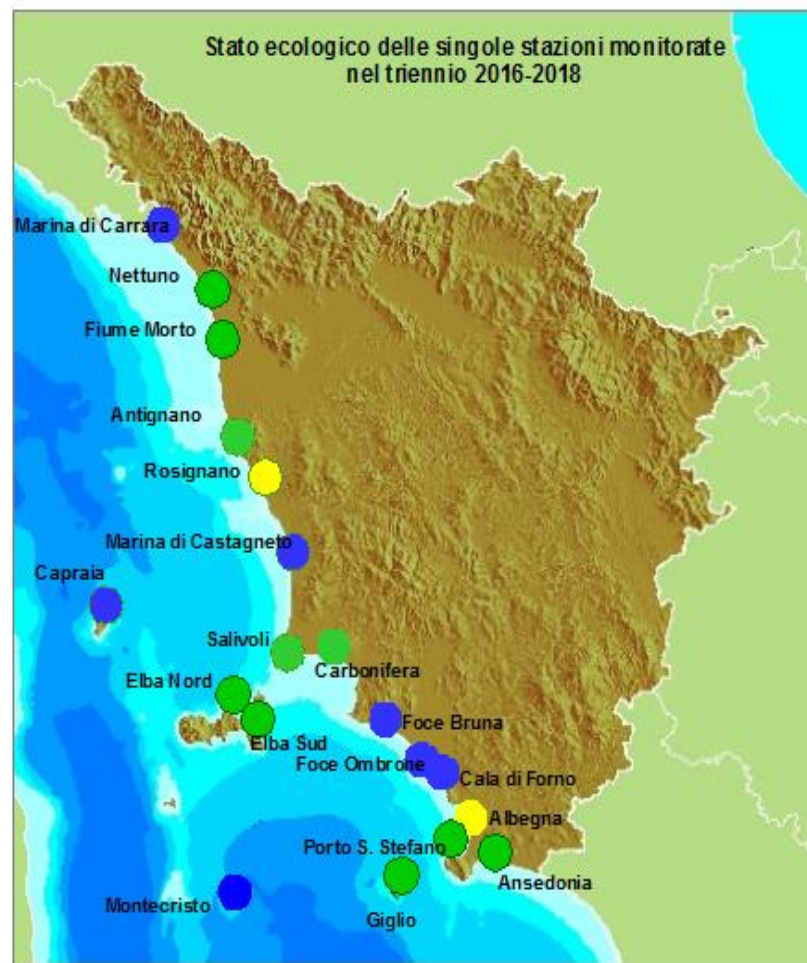 Stato ecologico delle singole stazioni monitorate
nel triennio 2016-2018
Marina di Carrara
Nettuno
Fiume Morto
Antignano
Rosignano
Marina di Castagneto
Capraia
Salivoli
Carbonifera
Elba Nord
Elba Sud
Foce Bruna
Foce Ombrone
Cala di Forno
Albegna
Porto S. Stefano
Ansedonia
Montecristo
Giglio